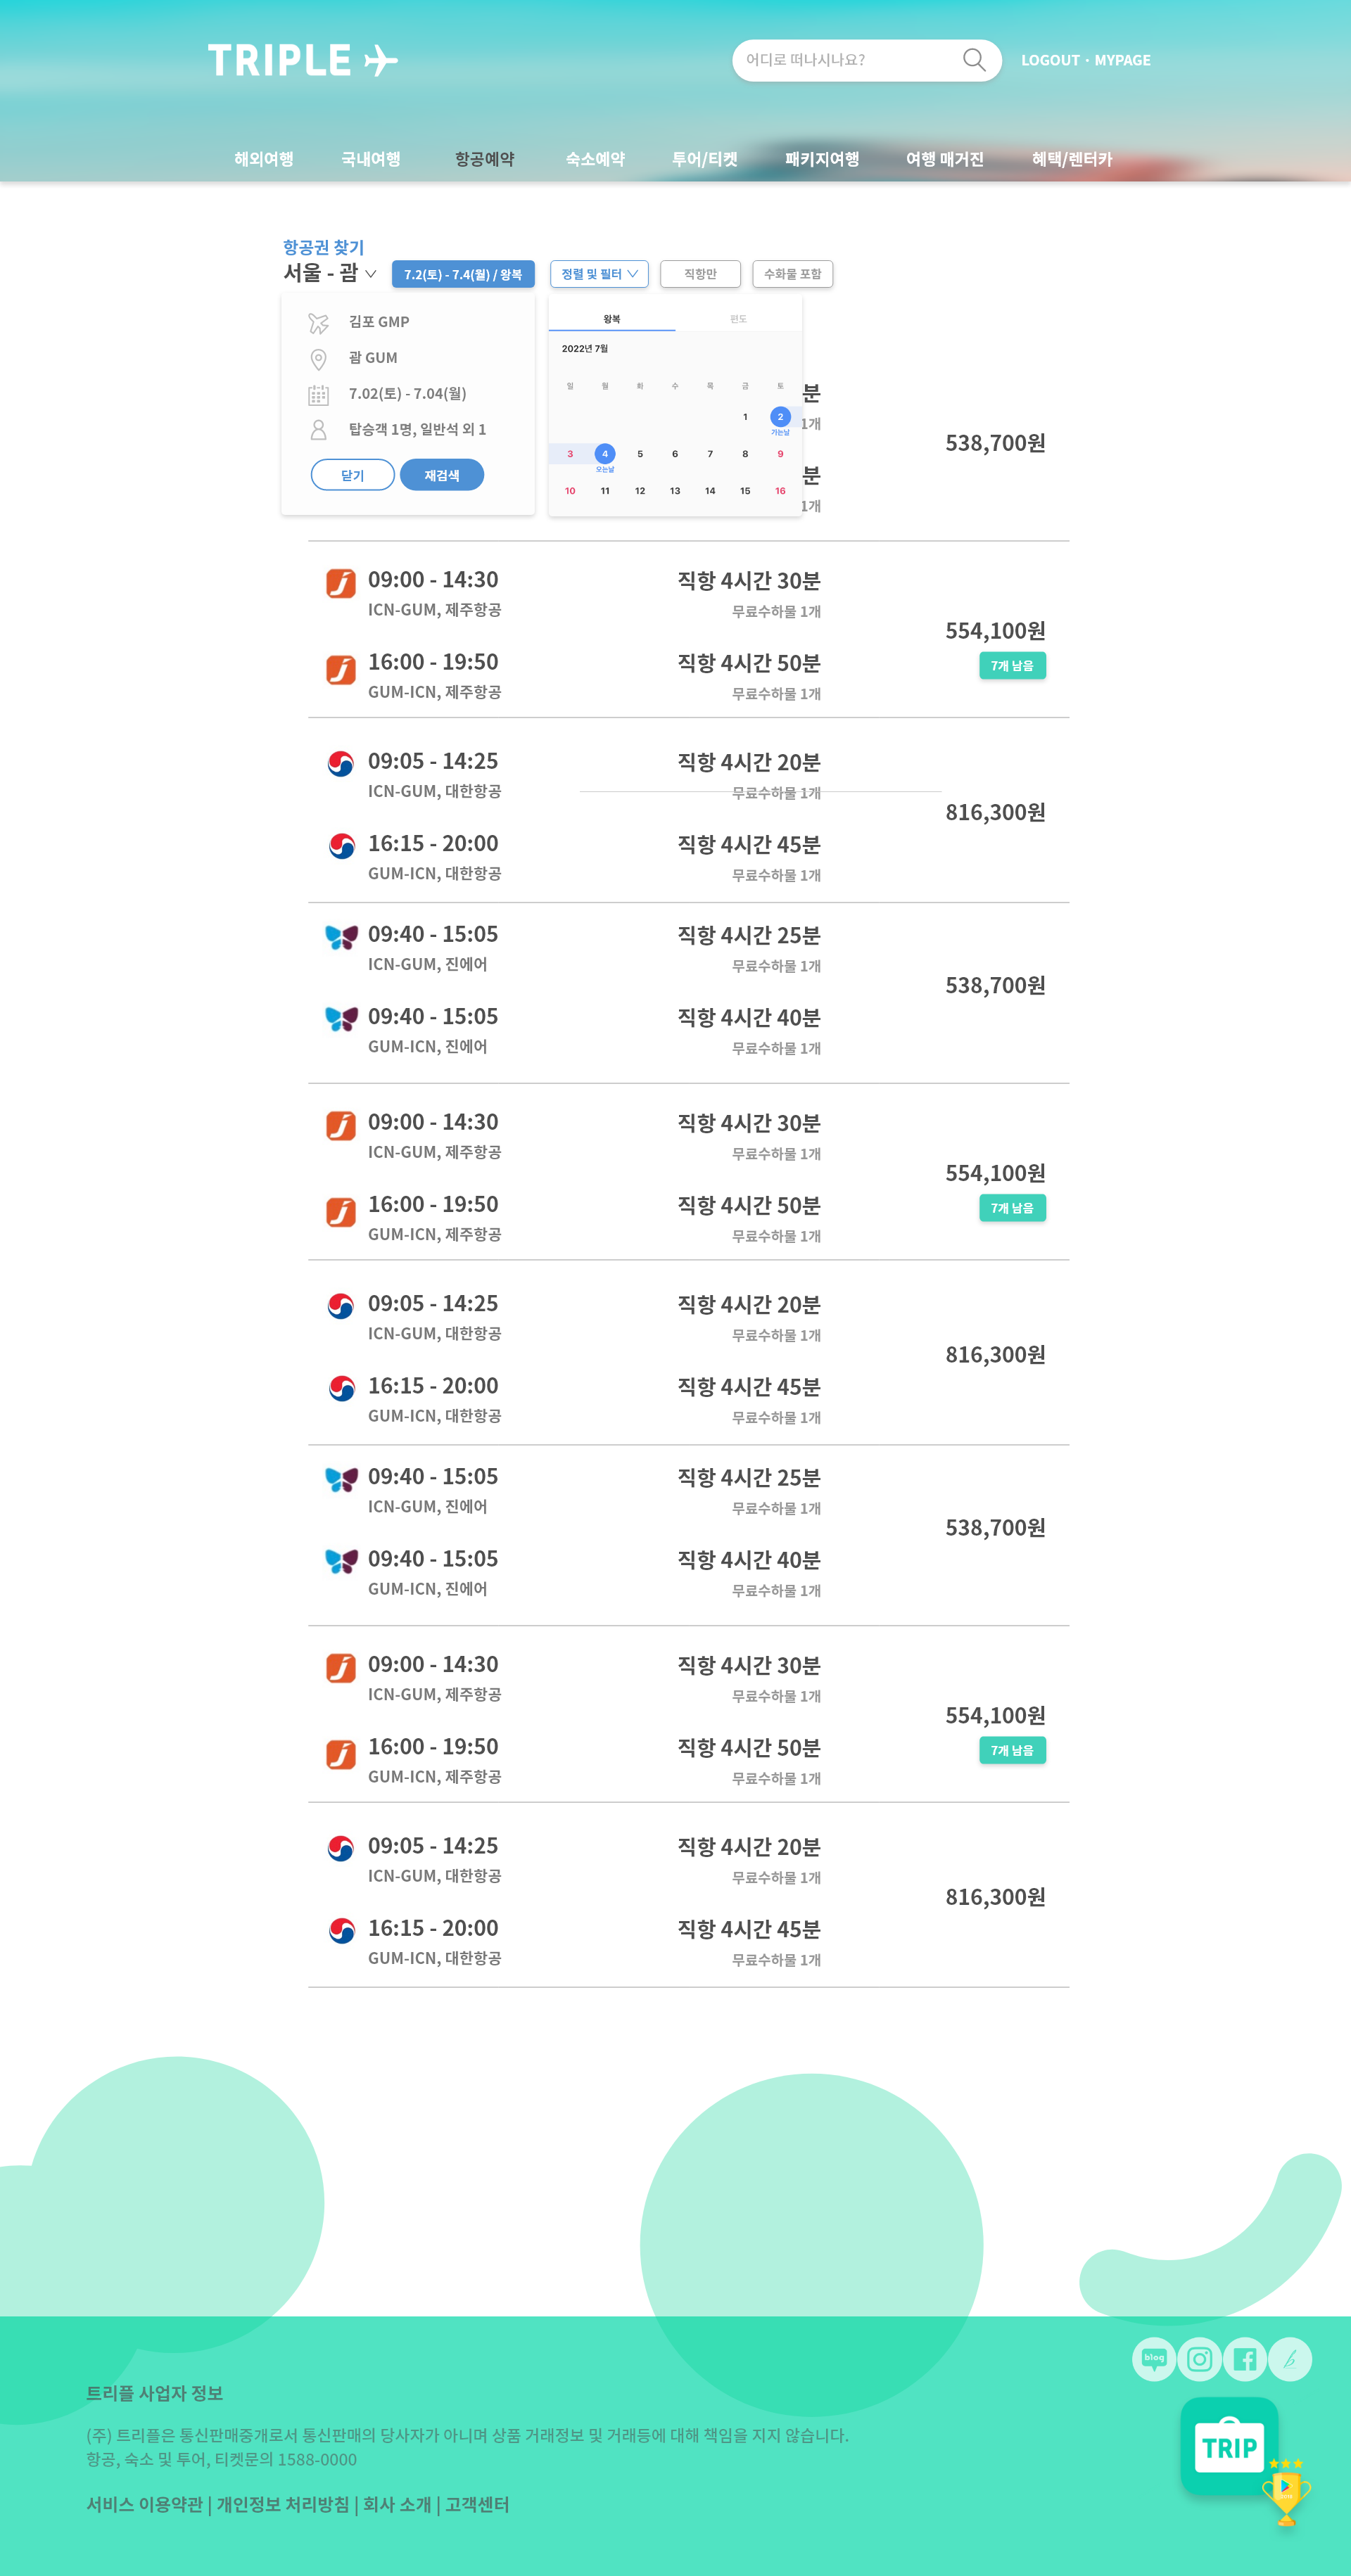 TRIPLE
어디로 떠나시나요?
LOGOUT · MYPAGE
해외여행 국내여행 항공예약 숙소예약 투어/티켓 패키지여행 여행 매거진 혜택/렌터카
항공권 찾기
서울 - 괌
7.2(토) - 7.4(월) / 왕복
정렬 및 필터
직항만
수화물 포함
김포 GMP
괌 GUM
7.02(토) - 7.04(월)
탑승객 1명, 일반석 외 1
닫기 재검색
왕복 편도
2022년 7월
일 월 화 수 목 금 토
1 2
가는날
3 4 5 6 7 8 9
오는날
10 11 12 13 14 15 16
분
1개
538,700원
분
1개
09:00 - 14:30 직항 4시간 30분
ICN-GUM, 제주항공 무료수하물 1개
554,100원
16:00 - 19:50 직항 4시간 50분
7개 남음
GUM-ICN, 제주항공 무료수하물 1개
09:05 - 14:25 직항 4시간 20분
ICN-GUM, 대한항공 무료수하물 1개
816,300원
16:15 - 20:00 직항 4시간 45분
GUM-ICN, 대한항공 무료수하물 1개
09:40 - 15:05 직항 4시간 25분
ICN-GUM, 진에어 무료수하물 1개
538,700원
09:40 - 15:05 직항 4시간 40분
GUM-ICN, 진에어 무료수하물 1개
09:00 - 14:30 직항 4시간 30분
ICN-GUM, 제주항공 무료수하물 1개
554,100원
16:00 - 19:50 직항 4시간 50분
7개 남음
GUM-ICN, 제주항공 무료수하물 1개
09:05 - 14:25 직항 4시간 20분
ICN-GUM, 대한항공 무료수하물 1개
816,300원
16:15 - 20:00 직항 4시간 45분
GUM-ICN, 대한항공 무료수하물 1개
09:40 - 15:05 직항 4시간 25분
ICN-GUM, 진에어 무료수하물 1개
538,700원
09:40 - 15:05 직항 4시간 40분
GUM-ICN, 진에어 무료수하물 1개
09:00 - 14:30 직항 4시간 30분
ICN-GUM, 제주항공 무료수하물 1개
554,100원
16:00 - 19:50 직항 4시간 50분
7개 남음
GUM-ICN, 제주항공 무료수하물 1개
09:05 - 14:25 직항 4시간 20분
ICN-GUM, 대한항공 무료수하물 1개
816,300원
16:15 - 20:00 직항 4시간 45분
GUM-ICN, 대한항공 무료수하물 1개
blog
트리플 사업자 정보
(주) 트리플은 통신판매중개로서 통신판매의 당사자가 아니며 상품 거래정보 및 거래등에 대해 책임을 지지 않습니다.
항공, 숙소 및 투어, 티켓문의 1588-0000
TRIP
서비스 이용약관 | 개인정보 처리방침 | 회사 소개 | 고객센터